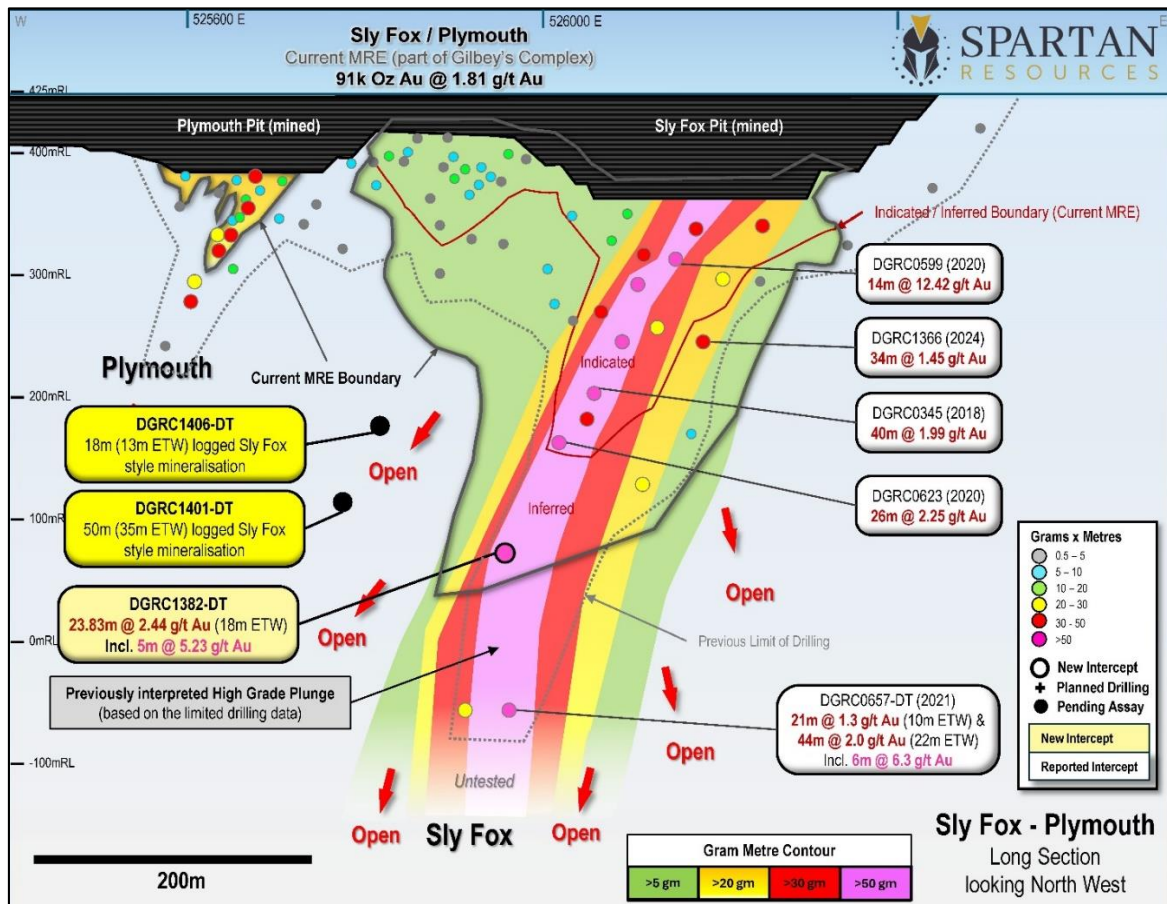 W
525600 E
526000 E
E
Sly Fox / Plymouth
Current MRE (part of Gilbey's Complex)
91k Oz Au @ 1.81 g/t Au
SPARTAN
RESOURCES
425mRL
Plymouth Pit (mined)
Sly Fox Pit (mined)
400mRL
Indicated / Inferred Boundary (Current MRE)
DGRC0599 (2020)
14m @ 12.42 g/t Au
300mRL
DGRC1366 (2024)
34m @ 1.45 g/t Au
Plymouth
Current MRE Boundary
Indicated
200mRL
DGRC0345 (2018)
40m @ 1.99 g/t Au
DGRC1406-DT
18m (13m ETW) logged Sly Fox
style mineralisation
Open
DGRC0623 (2020)
26m @ 2.25 g/t Au
DGRC1401-DT
50m (35m ETW) logged Sly Fox
style mineralisation
100mRL
Inferred
Open
DGRC1382-DT
23.83m @ 2.44 g/t Au (18m ETW)
Incl. 5m @ 5.23 g/t Au
Open
0mRL
Previous Limit of Drilling
Previously interpreted High Grade Plunge
(based on the limited drilling data)
DGRC0657-DT (2021)
21m @ 1.3 g/t Au (10m ETW) &
44m @ 2.0 g/t Au (22m ETW)
Incl. 6m @ 6.3 g/t Au
Open
-100mRL
Untested
Open
Sly Fox
Open
200m
Grams x Metres
0.5 – 5
5 – 10
10 – 20
20 – 30
30 - 50
>50
New Intercept
Planned Drilling
Pending Assay
New Intercept
Reported Intercept
Gram Metre Contour
>5 gm
>20 gm
>30 gm
>50 gm
Sly Fox - Plymouth
Long Section
looking North West